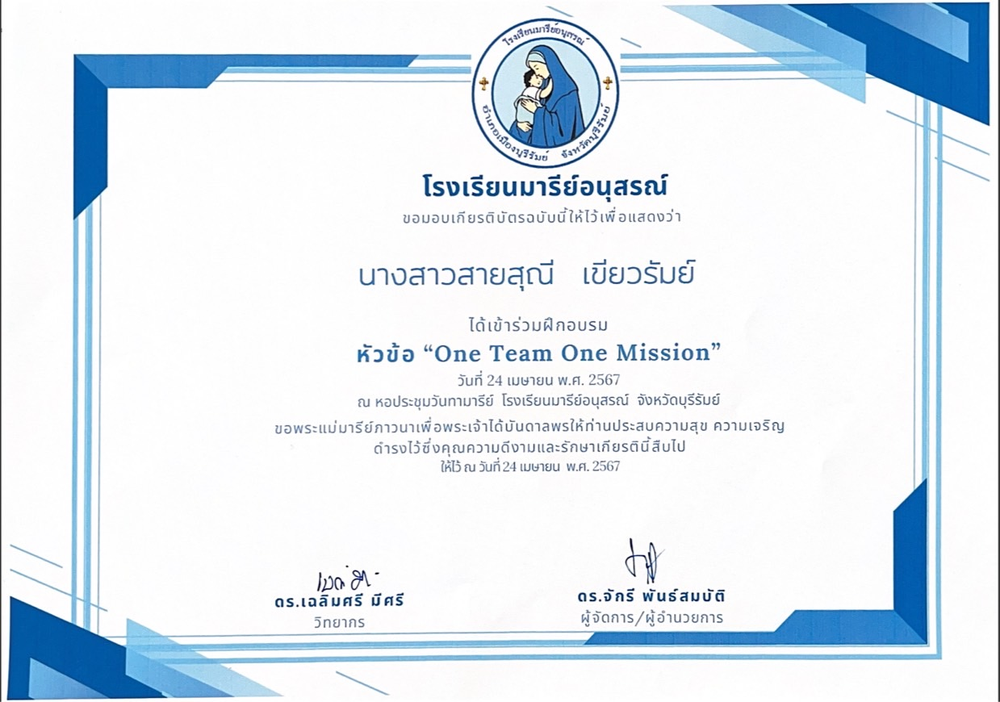 โรงเรียนมารีย์อนุสรณ์
อำเภอเมืองบุรีรัมย์ จังหวัดบุรีรัมย์
โรงเรียนมารีย์อนุสรณ์
ขอมอบเกียรติบัตรฉบับนี้ให้ไว้เพื่อแสดงว่า
นางสาวสายสุณี เขียวรัมย์
ได้เข้าร่วมฝึกอบรม
หัวข้อ “One Team One Mission”
วันที่ 24 เมษายน พ.ศ. 2567
ณ หอประชุมวันทามารีย์ โรงเรียนมารีย์อนุสรณ์ จังหวัดบุรีรัมย์
ขอพระแม่มารีย์ภาวนาเพื่อพระเจ้าได้บันดาลพรให้ท่านประสบความสุข ความเจริญ
ดำรงไว้ซึ่งคุณความดีงามและรักษาเกียรตินี้สืบไป
ให้ไว้ ณ วันที่ 24 เมษายน พ.ศ. 2567
ดร.เฉลิมศรี มีศรี
วิทยากร
ดร.จักรี พันธ์สมบัติ
ผู้จัดการ/ผู้อำนวยการ